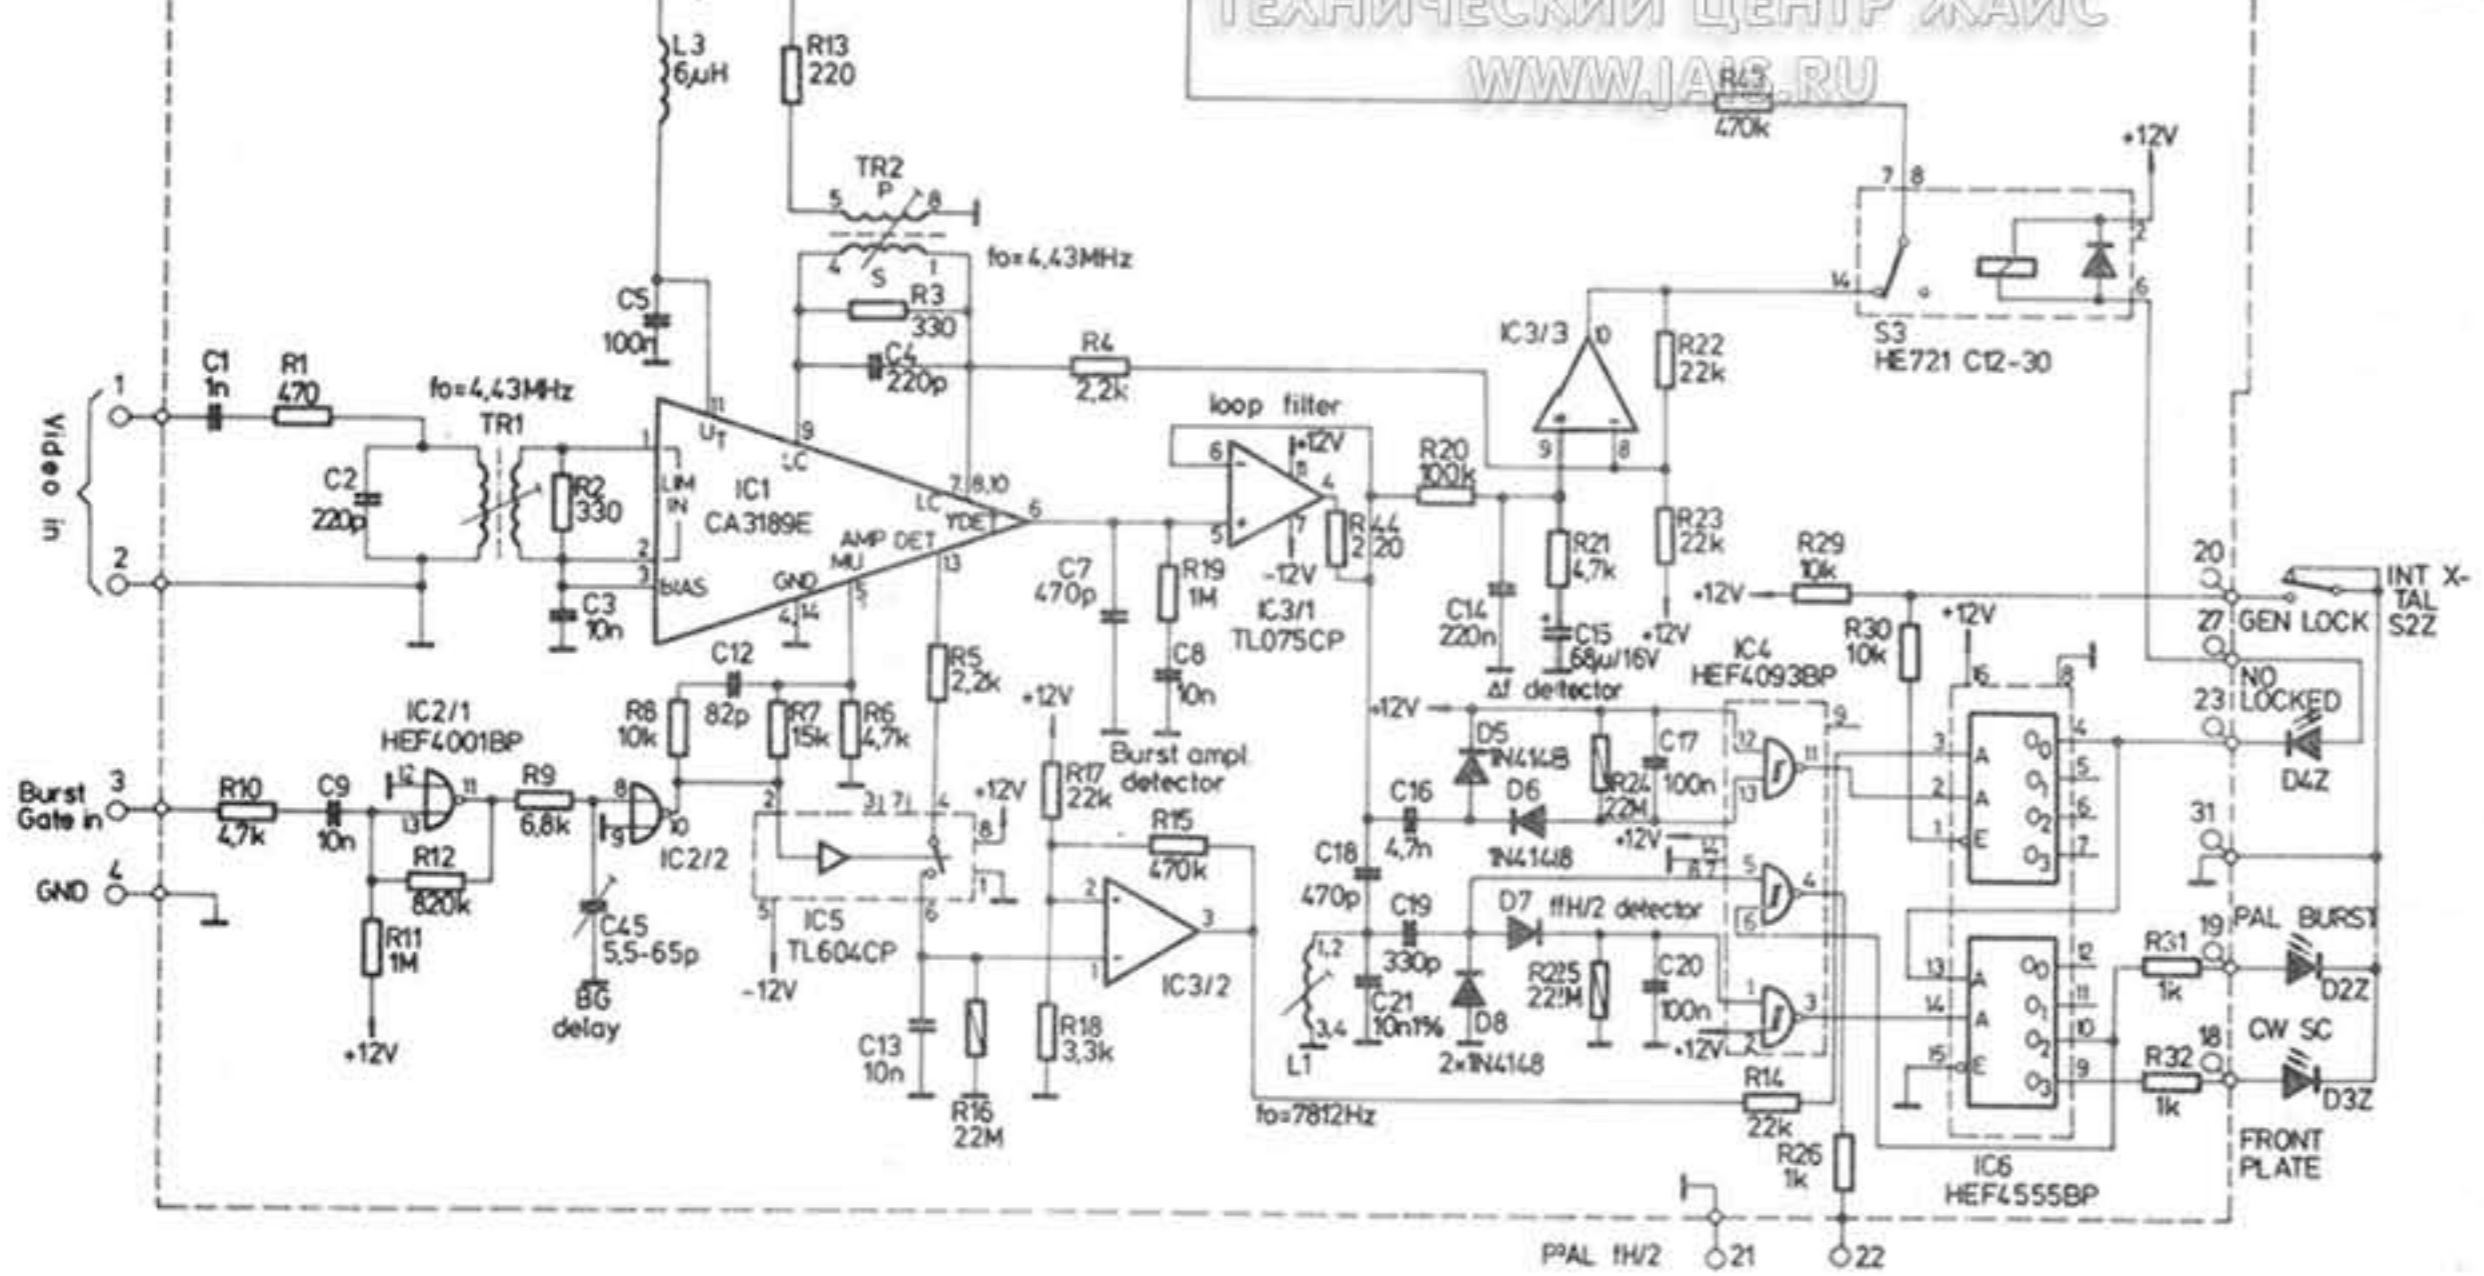 ТЕХНИЧЕСКИЙ ЦЕНТР ЖАИС
WWW.JAIS.RU
L3
6µH
R13
220
R43
470k
+12V
TR2
P
5
8
4
S
1
fo=4,43MHz
7
8
2
14
6
S3
HE721 C12-30
C5
100n
R3
330
C4
220p
R4
2,2k
IC3/3
10
9
8
R22
22k
Video in
1
C1
1n
R1
470
fo=4,43MHz
TR1
C2
220p
2
R2
330
1
2
3
LIM
IN
BIAS
C3
10n
11
UT
9
LC
IC1
CA3189E
LC
7,8,10
AMP DET
MU
GND
4,14
5
13
6
loop filter
6
5
+12V
11
4
7
-12V
IC3/1
TL075CP
R44
220
R20
100k
C14
220n
R21
4,7k
C15
68µ/16V
Δf detector
R23
22k
+12V
C7
470p
R19
1M
C8
10n
Burst ampl.
detector
+12V
R29
10k
R30
10k
+12V
20
GEN LOCK
INT X-
TAL
S2Z
27
NO
LOCKED
23
D4Z
31
C12
82p
R8
10k
R7
15k
R6
4,7k
R5
2,2k
IC2/1
HEF4001BP
12
13
11
R9
6,8k
8
9
10
IC2/2
Burst
Gate in
3
R10
4,7k
C9
10n
R12
820k
R11
1M
+12V
GND
4
C45
5,5-65p
BG
delay
2
3
7
4
8
1
5
6
+12V
IC5
TL604CP
-12V
C13
10n
R16
22M
+12V
R17
22k
R18
3,3k
R15
470k
2
1
3
IC3/2
+12V
D5
1N4148
C16
4,7n
D6
1N4148
R24
22M
C17
100n
C18
470p
C19
330p
D7
fH/2 detector
D8
2x1N4148
C21
10n1%
L1
1,2
3,4
fo=7812Hz
R25
22M
C20
100n
IC4
HEF4093BP
9
12
13
11
+12V
14
5
6
4
1
2
3
+12V
R14
22k
R26
1k
16
8
3
A
2
A
1
E
O0
4
O1
5
O2
6
O3
7
13
A
14
A
15
E
O0
12
O1
11
O2
10
O3
9
IC6
HEF4555BP
R31
1k
19
PAL BURST
D2Z
R32
1k
18
CW SC
D3Z
FRONT
PLATE
PAL fH/2
21
22